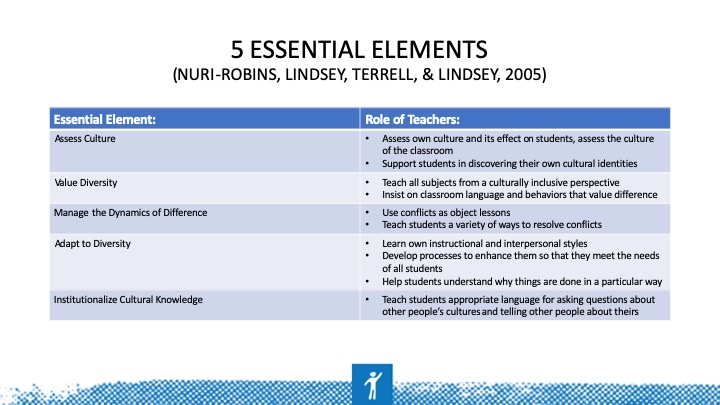 5 ESSENTIAL ELEMENTS
(NURI-ROBINS, LINDSEY, TERRELL, & LINDSEY, 2005)
Essential Element:
Role of Teachers:
Assess Culture
• Assess own culture and its effect on students, assess the culture
of the classroom
• Support students in discovering their own cultural identities
Value Diversity
• Teach all subjects from a culturally inclusive perspective
• Insist on classroom language and behaviors that value difference
Manage the Dynamics of Difference
• Use conflicts as object lessons
• Teach students a variety of ways to resolve conflicts
Adapt to Diversity
• Learn own instructional and interpersonal styles
• Develop processes to enhance them so that they meet the needs
of all students
• Help students understand why things are done in a particular way
Institutionalize Cultural Knowledge
• Teach students appropriate language for asking questions about
other people's cultures and telling other people about theirs